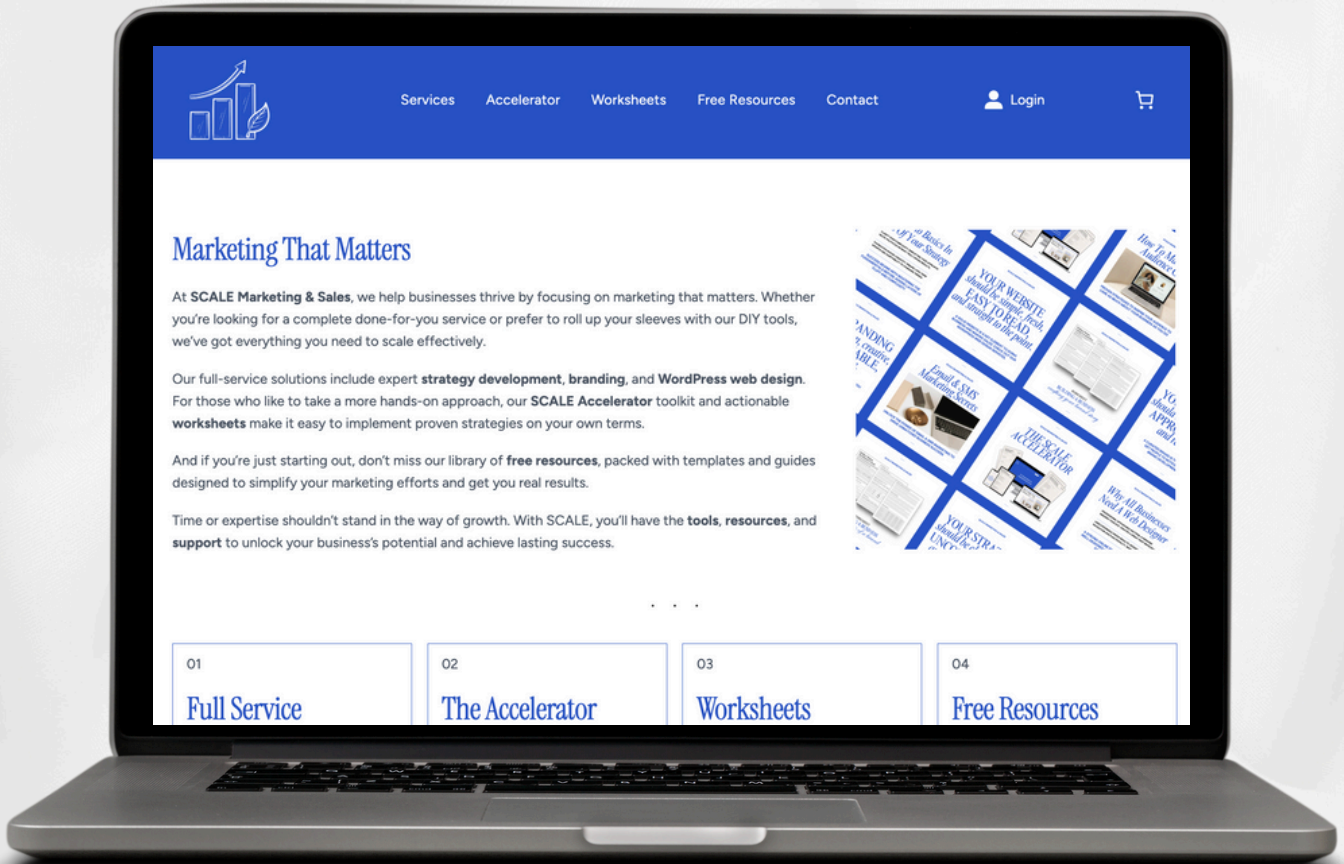 Services
Accelerator
Worksheets
Free Resources
Contact
Login
Marketing That Matters
At SCALE Marketing & Sales, we help businesses thrive by focusing on marketing that matters. Whether
you’re looking for a complete done-for-you service or prefer to roll up your sleeves with our DIY tools,
we’ve got everything you need to scale effectively.
Our full-service solutions include expert strategy development, branding, and WordPress web design.
For those who like to take a more hands-on approach, our SCALE Accelerator toolkit and actionable
worksheets make it easy to implement proven strategies on your own terms.
And if you’re just starting out, don’t miss our library of free resources, packed with templates and guides
designed to simplify your marketing efforts and get you real results.
Time or expertise shouldn’t stand in the way of growth. With SCALE, you’ll have the tools, resources, and
support to unlock your business’s potential and achieve lasting success.
Basics In
Of Your Strategy
How To
Audience
YOUR WEBSITE
should be simple, fresh,
EASY TO READ,
and straight to the point.
Email & SMS
Marketing Secrets
THE SCALE
ACCELERATOR
Why All Businesses
Need A Web Designer
. . .
01
Full Service
02
The Accelerator
03
Worksheets
04
Free Resources